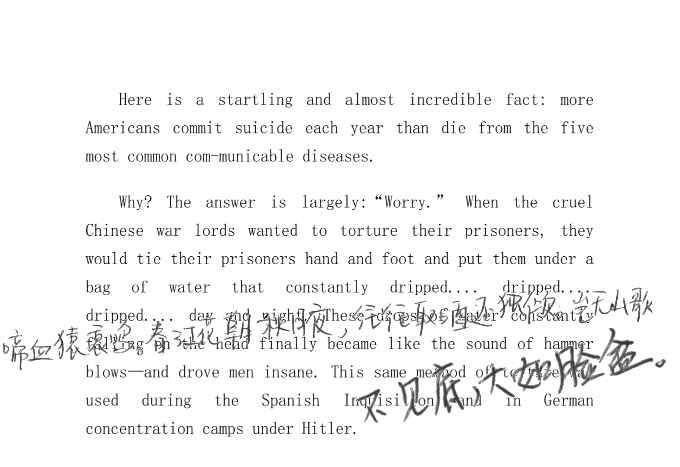 Here is a startling and almost incredible fact: more
Americans commit suicide each year than die from the five
most common com-municable diseases.
Why? The answer is largely:“Worry.” When the cruel
Chinese war lords wanted to torture their prisoners, they
would tie their prisoners hand and foot and put them under a
bag of water that constantly dripped.... dripped....
dripped.... day and night. These drops of water constantly
啼血猿哀鸣。春江花朝秋月夜，往往取酒还独倾。岂无山歌
falling on the head finally became like the sound of hammer
blows—and drove men insane. This same method of torture was
不见底，大如脸盆。
used during the Spanish Inquisition and in German
concentration camps under Hitler.